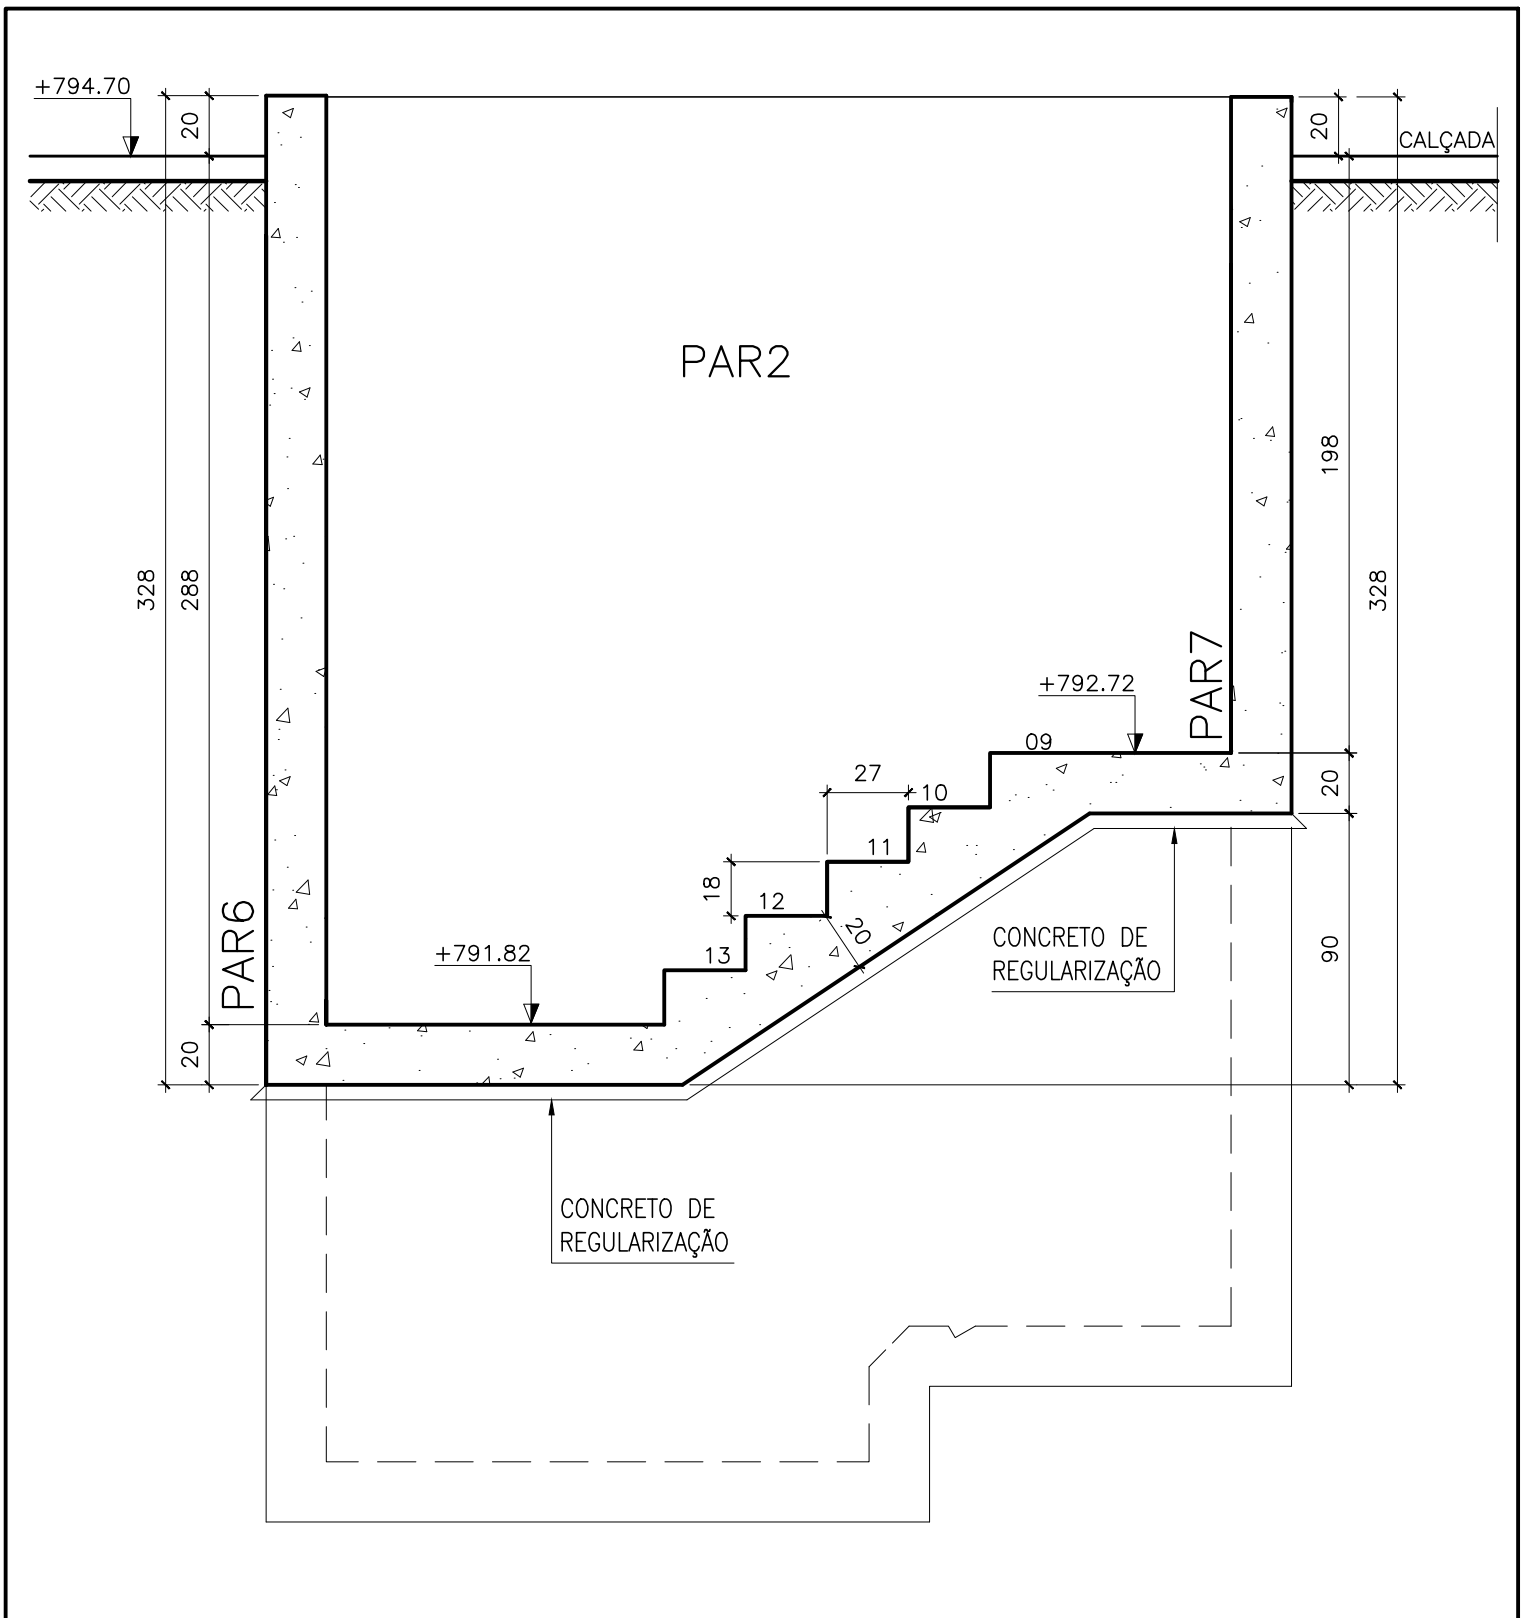 +794.70
20
20
CALÇADA
PAR2
198
328
288
328
PAR7
+792.72
09
27
10
20
11
18
12
PAR6
20
CONCRETO DE
REGULARIZAÇÃO
90
+791.82
13
20
CONCRETO DE
REGULARIZAÇÃO